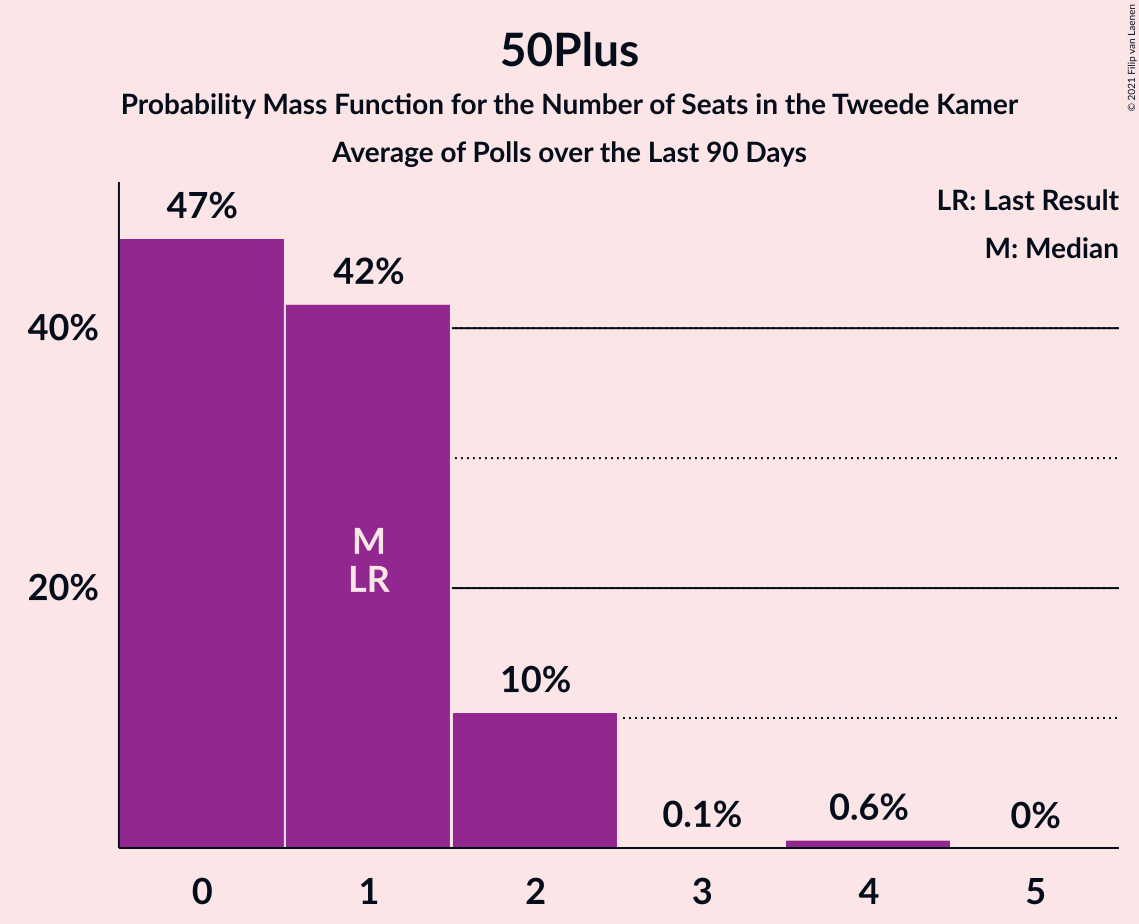 50Plus
Probability Mass Function for the Number of Seats in the Tweede Kamer
Average of Polls over the Last 90 Days
© 2021 Filip van Laenen
LR: Last Result
M: Median
47%
42%
40%
M
LR
20%
10%
0.1%
0.6%
0%
0
1
2
3
4
5